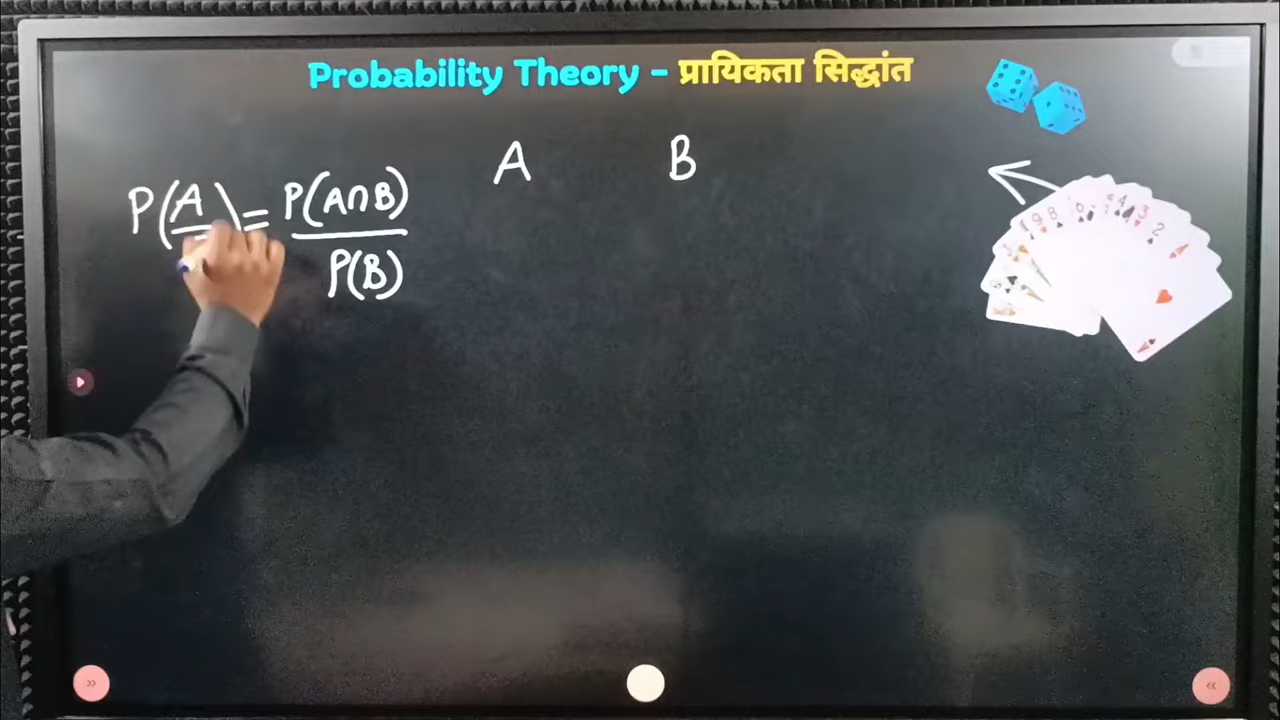 Probability Theory - प्रायिकता सिद्धांत
A B
P(A/ ) = P(A∩B)
P(B)